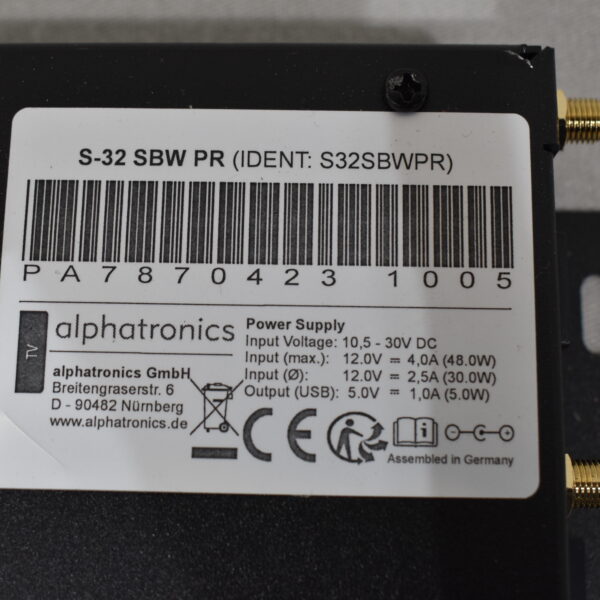 S-32 SBW PR (IDENT: S32SBWPR)
PA7870423 1005
TV
alphatronics
alphatronics GmbH
Breitengraserstr. 6
D - 90482 Nürnberg
www.alphatronics.de
Power Supply
Input Voltage: 10,5 - 30V DC
Input (max.): 12.0V = 4,0A (48.0W)
Input (Ø): 12.0V = 2,5A (30.0W)
Output (USB): 5.0V = 1,0A (5.0W)
CE
Assembled in Germany